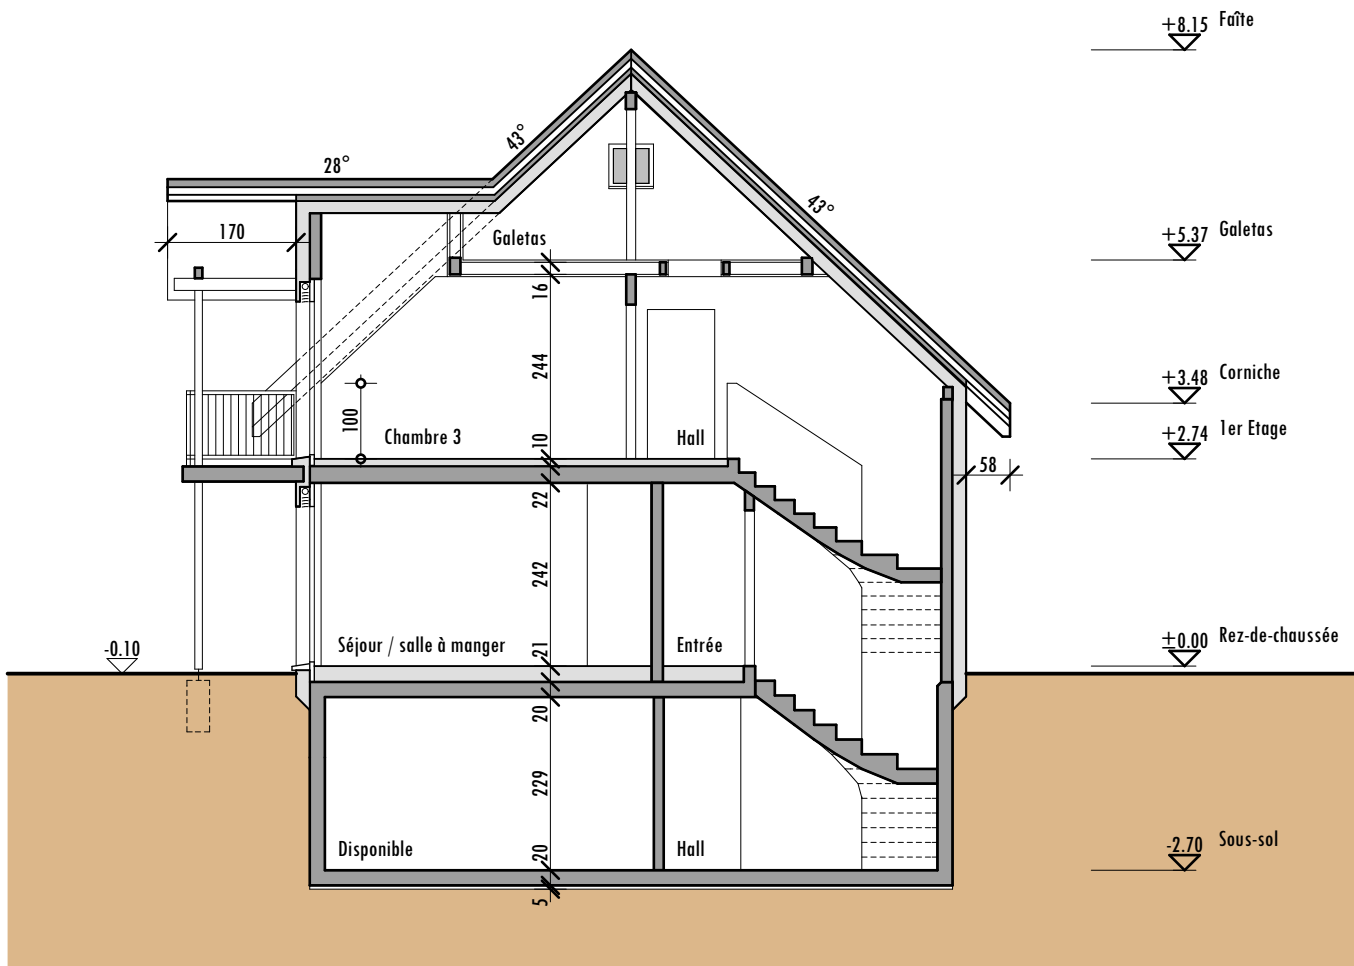 +8.15 Faîte
43°
28°
43°
170
Galetas
+5.37 Galetas
16
244
+3.48 Corniche
100
Chambre 3
10
Hall
+2.74 1er Etage
58
22
242
Séjour / salle à manger
21
Entrée
-0.10
±0.00 Rez-de-chaussée
20
229
Disponible
20
Hall
-2.70 Sous-sol
5